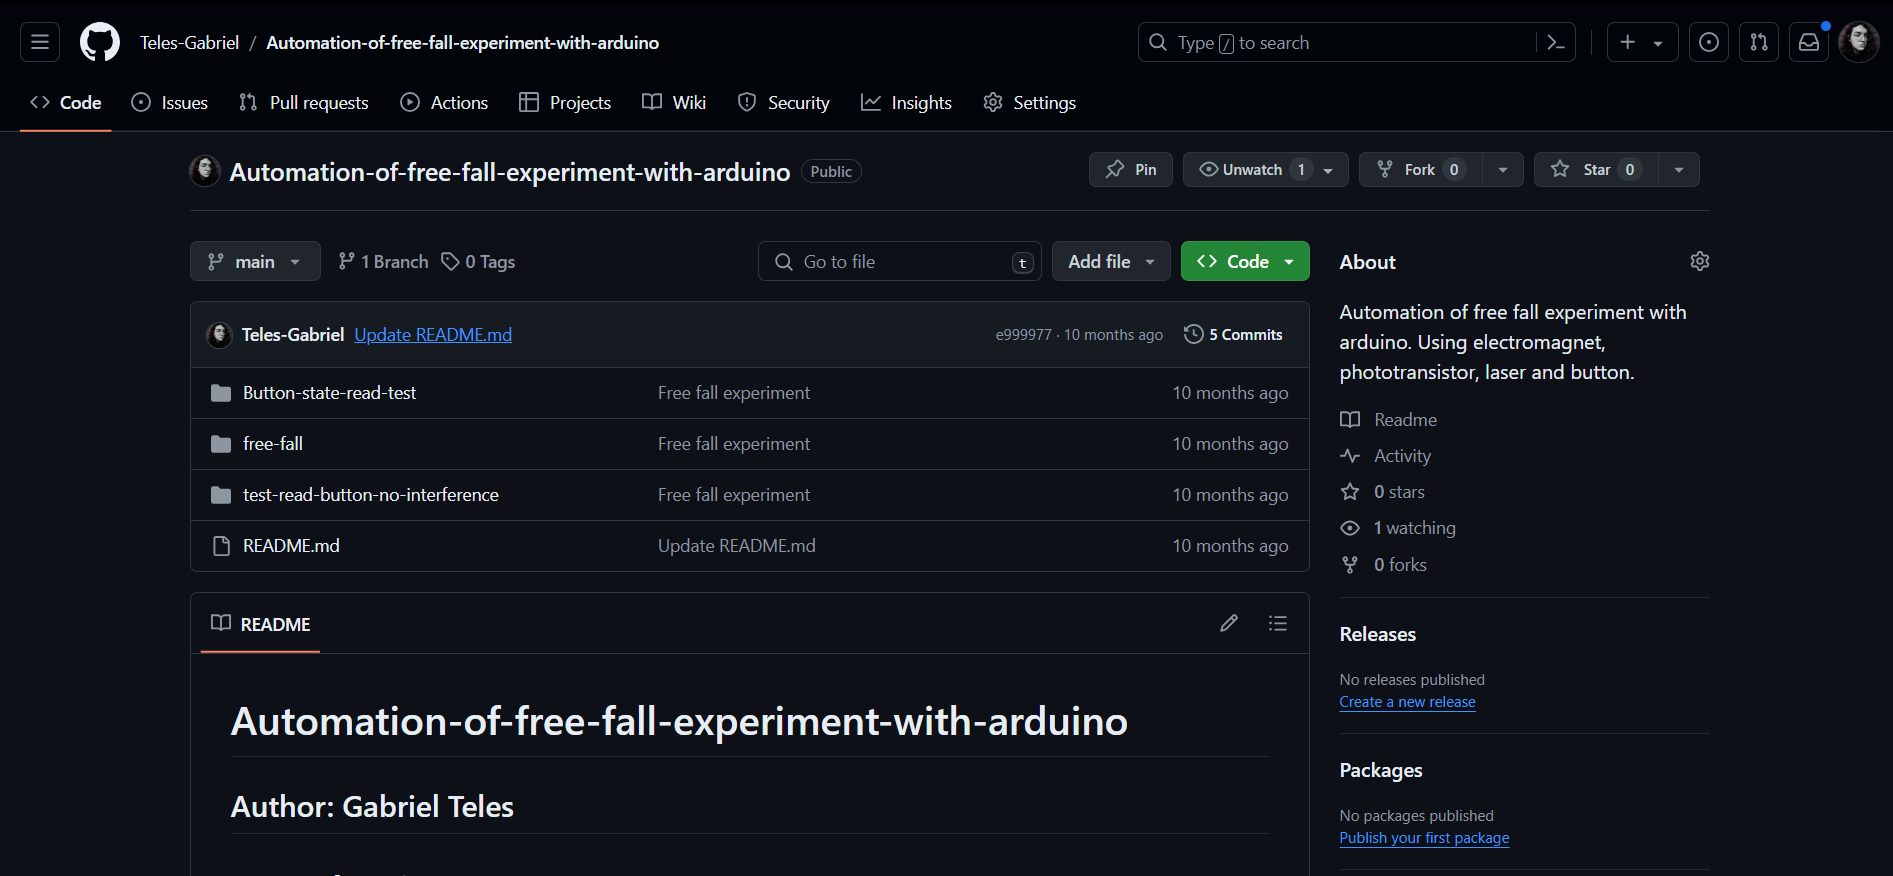 Teles-Gabriel / Automation-of-free-fall-experiment-with-arduino
Type / to search
Code Issues Pull requests Actions Projects Wiki Security Insights Settings
Automation-of-free-fall-experiment-with-arduino Public
Pin Unwatch 1 Fork 0 Star 0
main 1 Branch 0 Tags
Go to file t Add file Code
Teles-Gabriel Update README.md e999977 · 10 months ago 5 Commits
Button-state-read-test Free fall experiment 10 months ago
free-fall Free fall experiment 10 months ago
test-read-button-no-interference Free fall experiment 10 months ago
README.md Update README.md 10 months ago
README
Automation-of-free-fall-experiment-with-arduino
Author: Gabriel Teles
About
Automation of free fall experiment with
arduino. Using electromagnet,
phototransistor, laser and button.
Readme
Activity
0 stars
1 watching
0 forks
Releases
No releases published
Create a new release
Packages
No packages published
Publish your first package